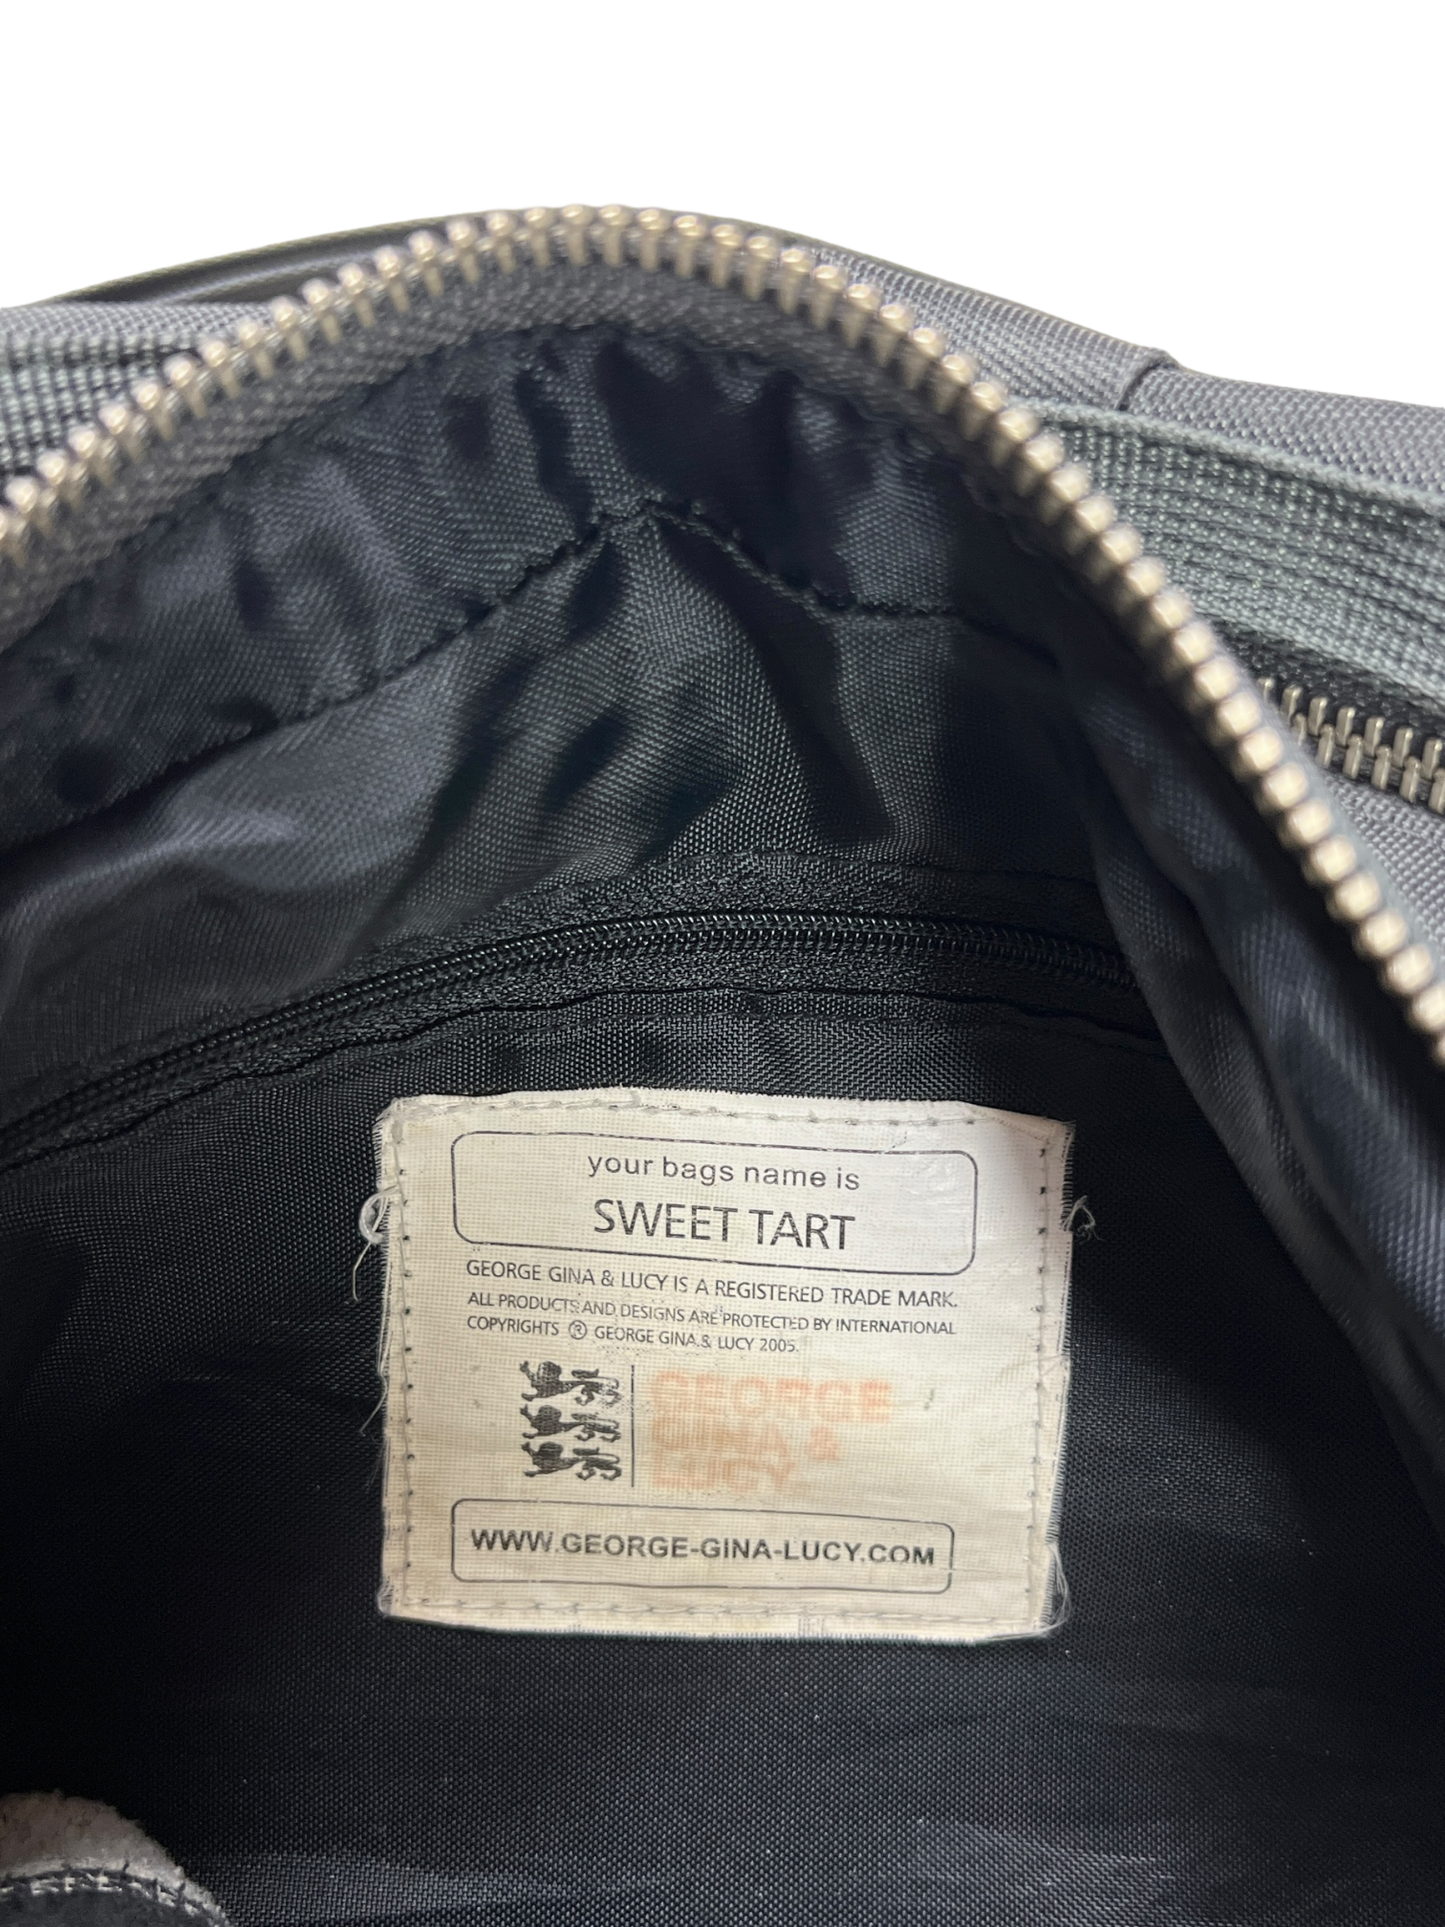 your bags name is
SWEET TART
GEORGE GINA & LUCY IS A REGISTERED TRADE MARK.
ALL PRODUCTS AND DESIGNS ARE PROTECTED BY INTERNATIONAL
COPYRIGHTS ® GEORGE GINA & LUCY 2005.
GEORGE
GINA &
LUCY.
WWW.GEORGE-GINA-LUCY.COM